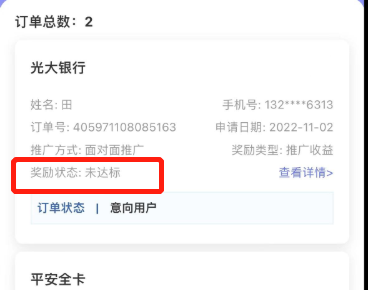 订单总数：2
光大银行
姓名: 田
手机号: 132****6313
订单号: 405971108085163
申请日期: 2022-11-02
推广方式: 面对面推广
奖励类型: 推广收益
奖励状态: 未达标
查看详情>
订单状态 | 意向用户
平安全卡